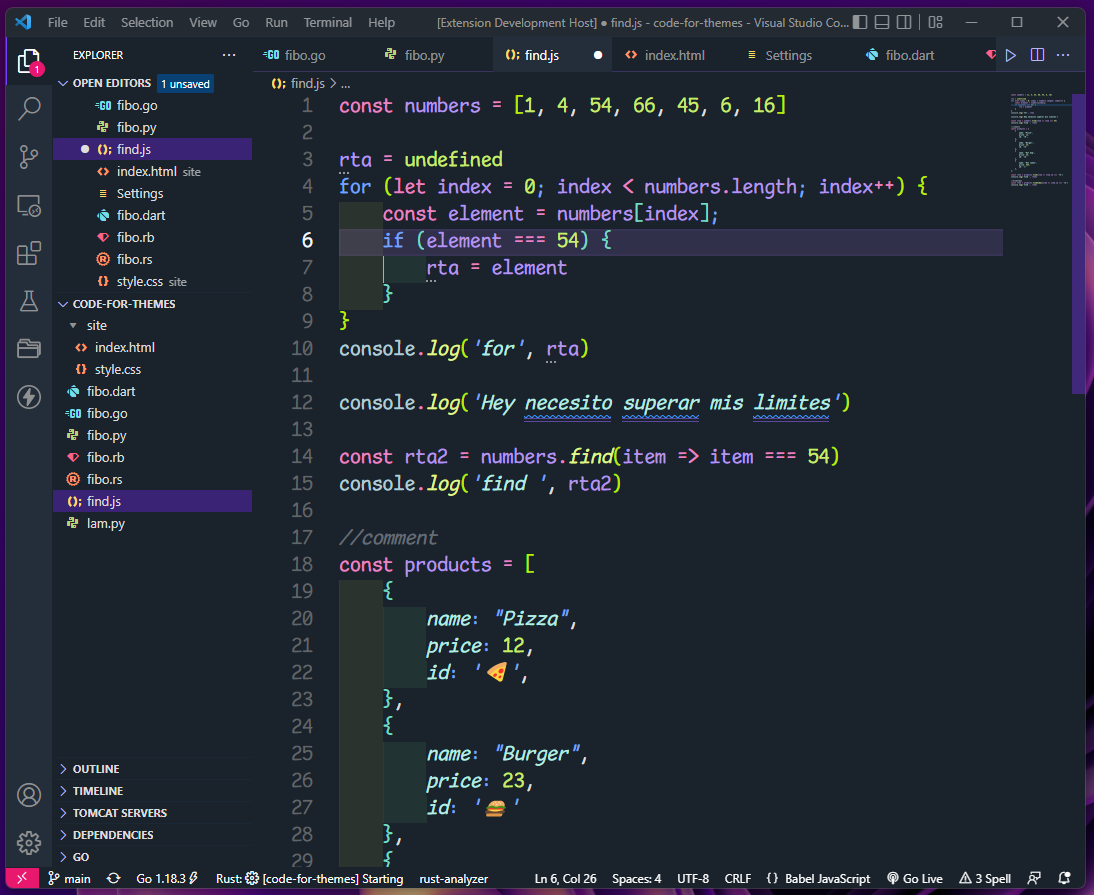 File Edit Selection View Go Run Terminal Help [Extension Development Host] ● find.js - code-for-themes - Visual Studio Co...
EXPLORER ...
1
OPEN EDITORS 1 unsaved
GO fibo.go
fibo.py
● (); find.js
<> index.html site
Settings
fibo.dart
fibo.rb
fibo.rs
{} style.css site
CODE-FOR-THEMES
site
<> index.html
{} style.css
fibo.dart
GO fibo.go
fibo.py
fibo.rb
fibo.rs
(); find.js
lam.py
OUTLINE
TIMELINE
TOMCAT SERVERS
DEPENDENCIES
GO
GO fibo.go fibo.py (); find.js ● <> index.html Settings fibo.dart ...
(); find.js > ...
1 const numbers = [1, 4, 54, 66, 45, 6, 16]
2
3 rta = undefined
4 for (let index = 0; index < numbers.length; index++) {
5 const element = numbers[index];
6 if (element === 54) {
7 rta = element
8 }
9 }
10 console.log('for', rta)
11
12 console.log('Hey necesito superar mis limites')
13
14 const rta2 = numbers.find(item => item === 54)
15 console.log('find ', rta2)
16
17 //comment
18 const products = [
19 {
20 name: "Pizza",
21 price: 12,
22 id: '🍕',
23 },
24 {
25 name: "Burger",
26 price: 23,
27 id: '🍔'
28 },
29 {
main Go 1.18.3 Rust: [code-for-themes] Starting rust-analyzer Ln 6, Col 26 Spaces: 4 UTF-8 CRLF {} Babel JavaScript Go Live 3 Spell